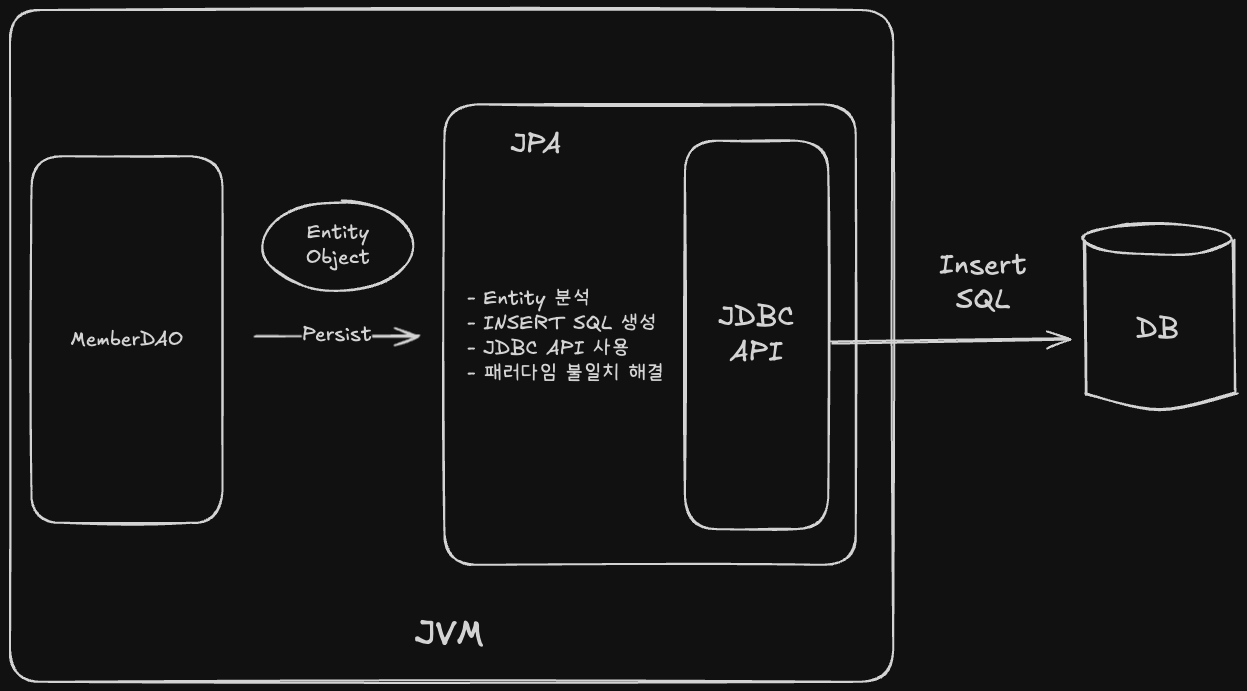 JPA
Entity
Object
- Entity 분석
- INSERT SQL 생성
- JDBC API 사용
- 패러다임 불일치 해결
MemberDAO
Persist
JDBC
API
Insert
SQL
DB
JVM